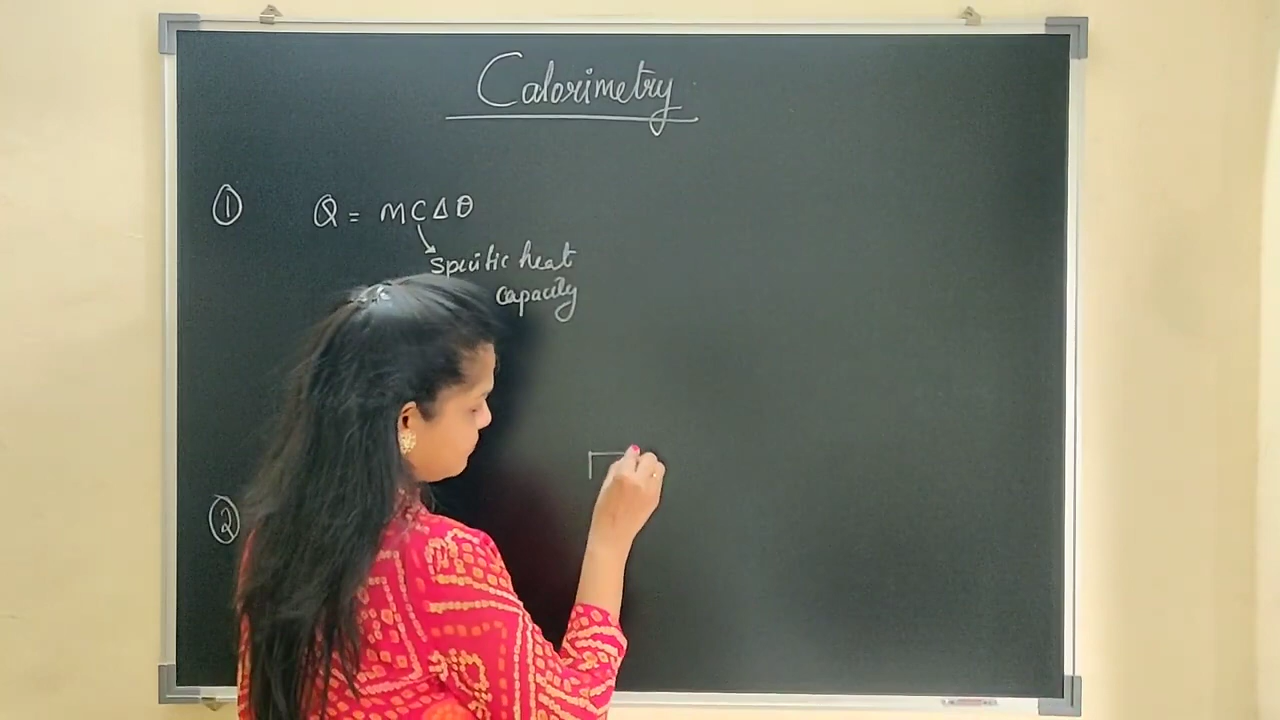 Calorimetry
① Q = MCΔθ
specific heat
capacity
②